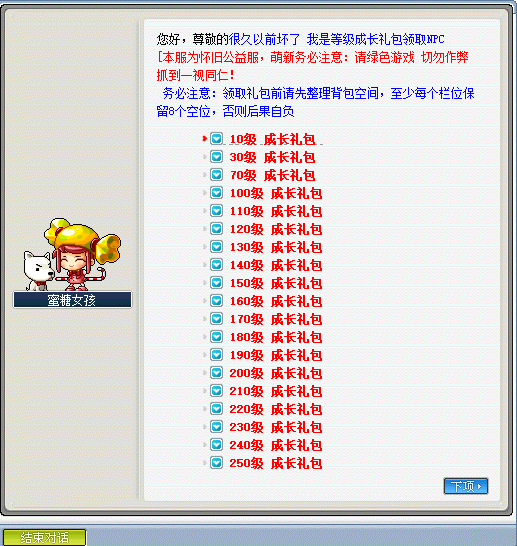 您好，尊敬的很久以前坏了 我是等级成长礼包领取NPC
[本服为怀旧公益服，萌新务必注意：请绿色游戏 切勿作弊
抓到一视同仁！
务必注意：领取礼包前请先整理背包空间，至少每个栏位保
留8个空位，否则后果自负
10级 成长礼包
30级 成长礼包
70级 成长礼包
100级 成长礼包
110级 成长礼包
120级 成长礼包
130级 成长礼包
140级 成长礼包
150级 成长礼包
160级 成长礼包
170级 成长礼包
180级 成长礼包
190级 成长礼包
200级 成长礼包
210级 成长礼包
220级 成长礼包
230级 成长礼包
240级 成长礼包
250级 成长礼包
蜜糖女孩
下项
结束对话